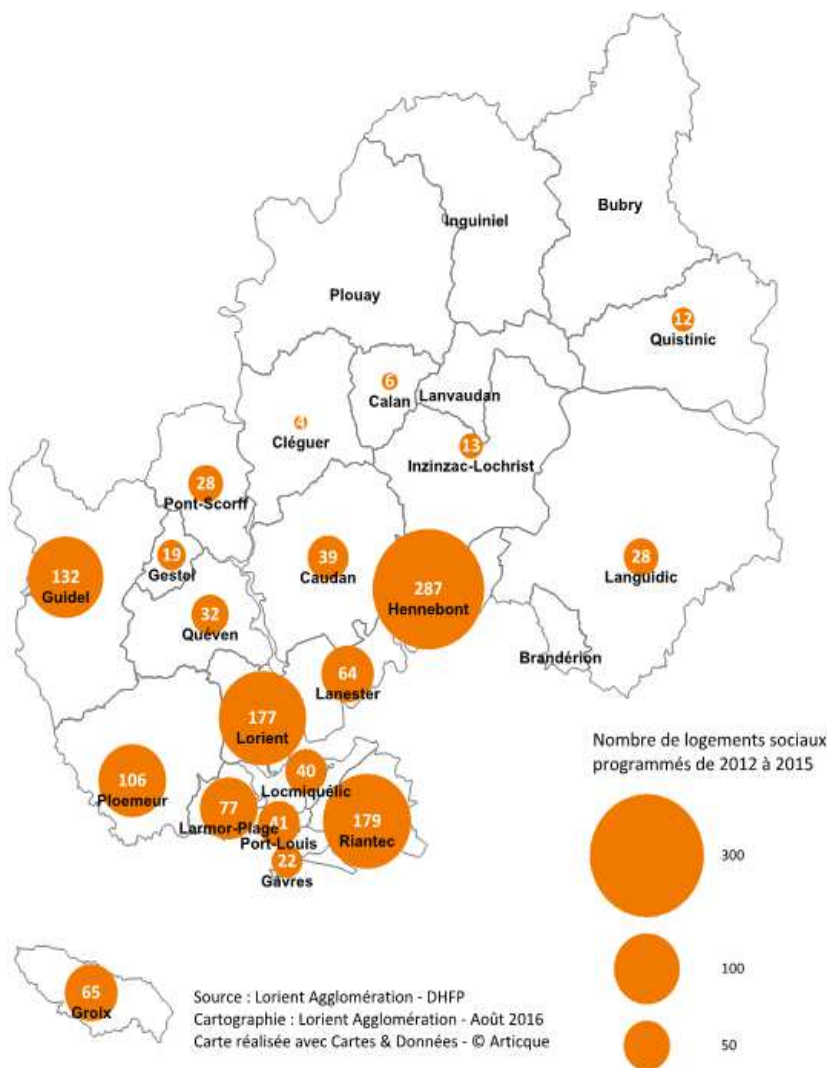 Bubry
Inguiniel
Plouay
12
Quistinic
6
Calan
Lanvaudan
4
Cléguer
13
Inzinzac-Lochrist
28
Pont-Scorff
19
Gestel
132
Guidel
39
Caudan
287
Hennebont
28
Languidic
32
Quéven
Brandérion
64
Lanester
177
Lorient
Nombre de logements sociaux
programmés de 2012 à 2015
106
Ploemeur
40
Locmiquélic
77
Larmor-Plage
41
Port-Louis
179
Riantec
22
Gâvres
300
100
50
65
Groix
Source : Lorient Agglomération - DHFP
Cartographie : Lorient Agglomération - Août 2016
Carte réalisée avec Cartes & Données - © Articque